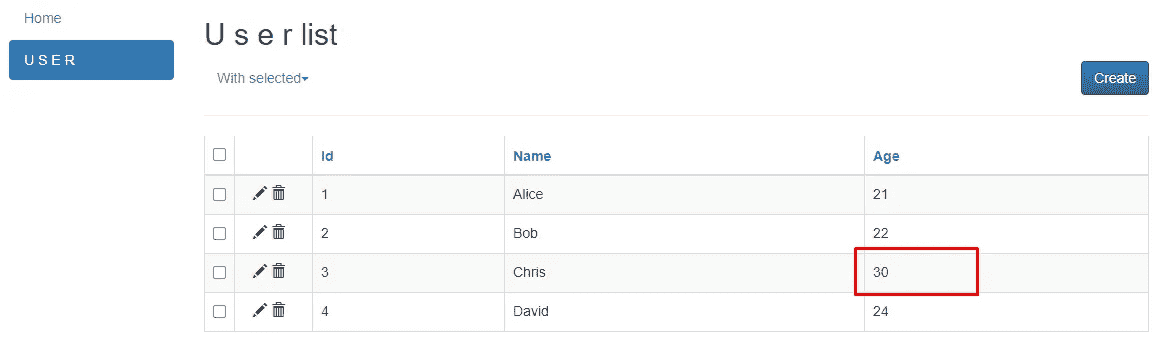 Home
U S E R
U s e r list
With selected
Create
Id Name Age
1 Alice 21
2 Bob 22
3 Chris 30
4 David 24